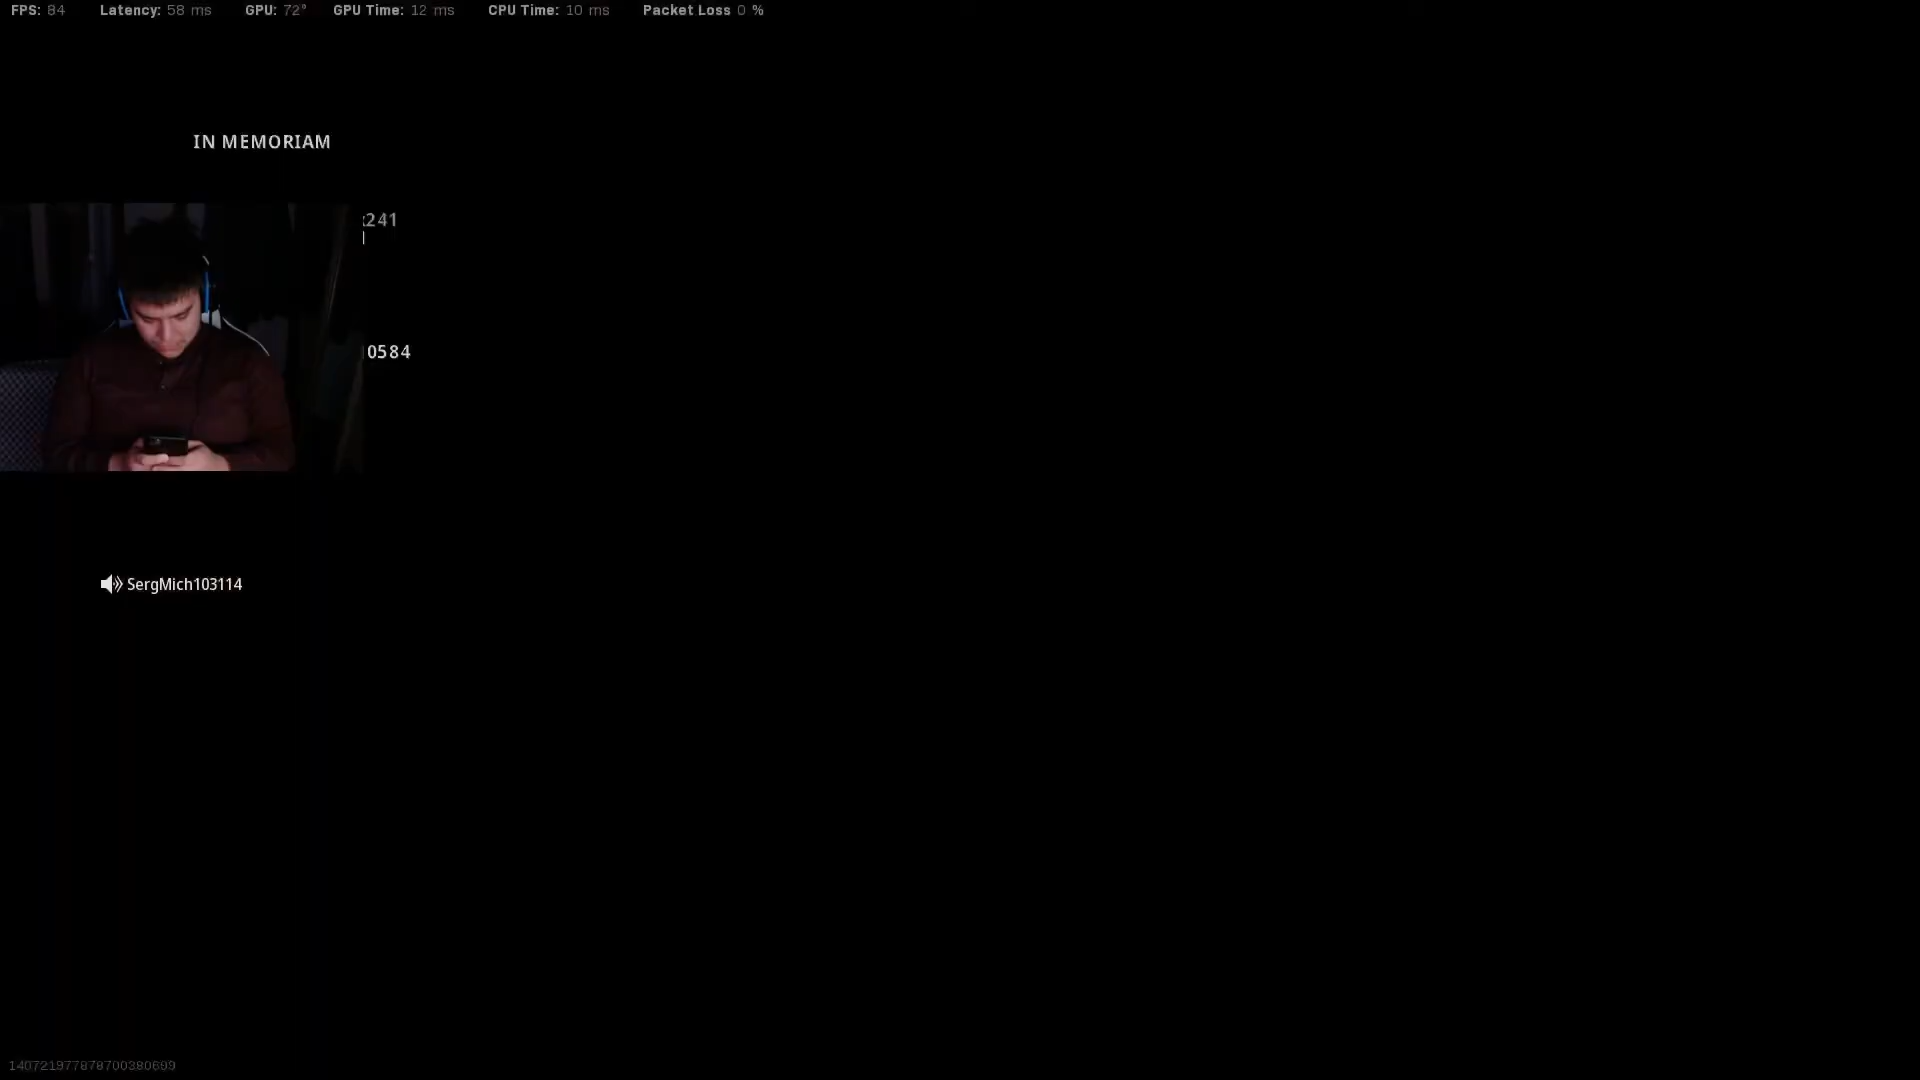 FPS: 84 Latency: 58 ms GPU: 72° GPU Time: 12 ms CPU Time: 10 ms Packet Loss 0 %
IN MEMORIAM
241
0584
SergMich103114
140721977878700380699